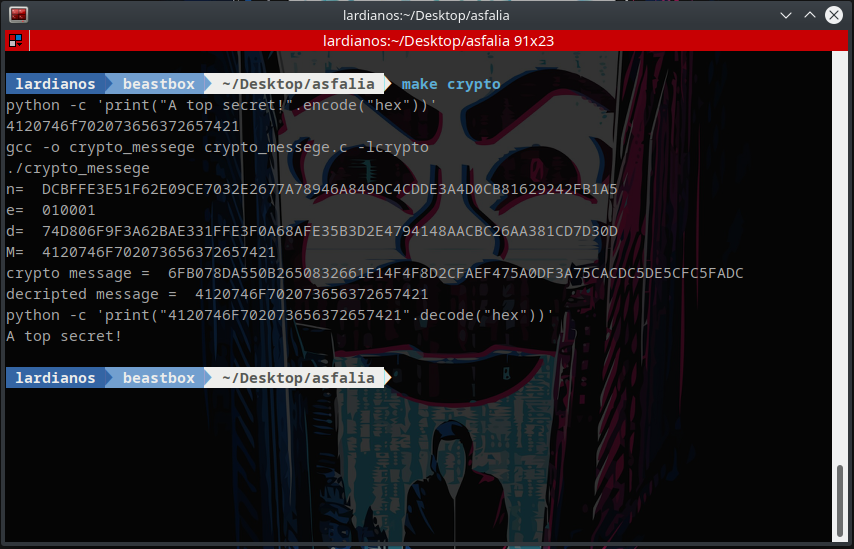 lardianos:~/Desktop/asfalia
lardianos:~/Desktop/asfalia 91x23
lardianos beastbox ~/Desktop/asfalia make crypto
python -c 'print("A top secret!".encode("hex"))'
4120746f702073656372657421
gcc -o crypto_messege crypto_messege.c -lcrypto
./crypto_messege
n= DCBFFE3E51F62E09CE7032E2677A78946A849DC4CDDE3A4D0CB81629242FB1A5
e= 010001
d= 74D806F9F3A62BAE331FFE3F0A68AFE35B3D2E4794148AACBC26AA381CD7D30D
M= 4120746F702073656372657421
crypto message = 6FB078DA550B2650832661E14F4F8D2CFAEF475A0DF3A75CACDC5DE5CFC5FADC
decripted message = 4120746F702073656372657421
python -c 'print("4120746F702073656372657421".decode("hex"))'
A top secret!
lardianos beastbox ~/Desktop/asfalia